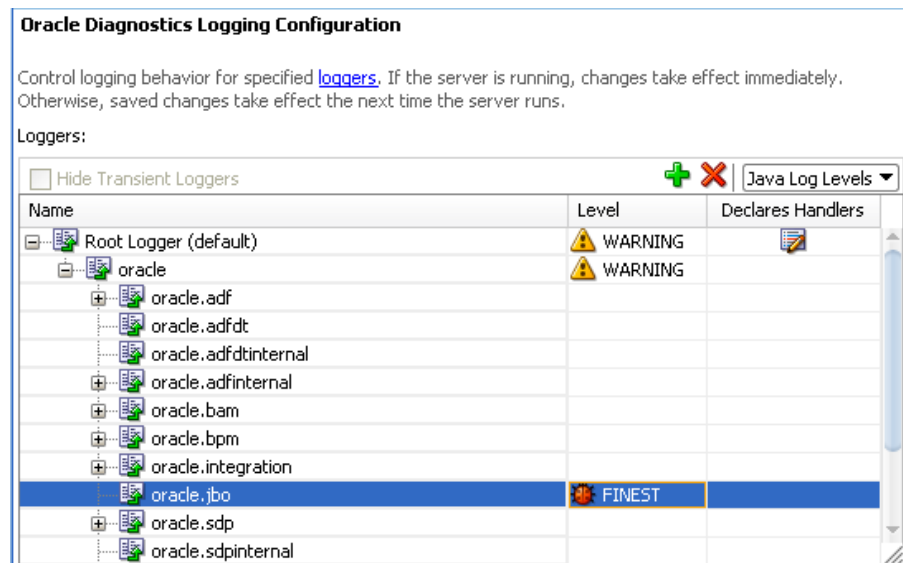 Oracle Diagnostics Logging Configuration
Control logging behavior for specified loggers. If the server is running, changes take effect immediately.
Otherwise, saved changes take effect the next time the server runs.
Loggers:
Hide Transient Loggers Java Log Levels
Name Level Declares Handlers
Root Logger (default) WARNING
oracle WARNING
oracle.adf
oracle.adfdt
oracle.adfdtinternal
oracle.adfinternal
oracle.bam
oracle.bpm
oracle.integration
oracle.jbo FINEST
oracle.sdp
oracle.sdpinternal